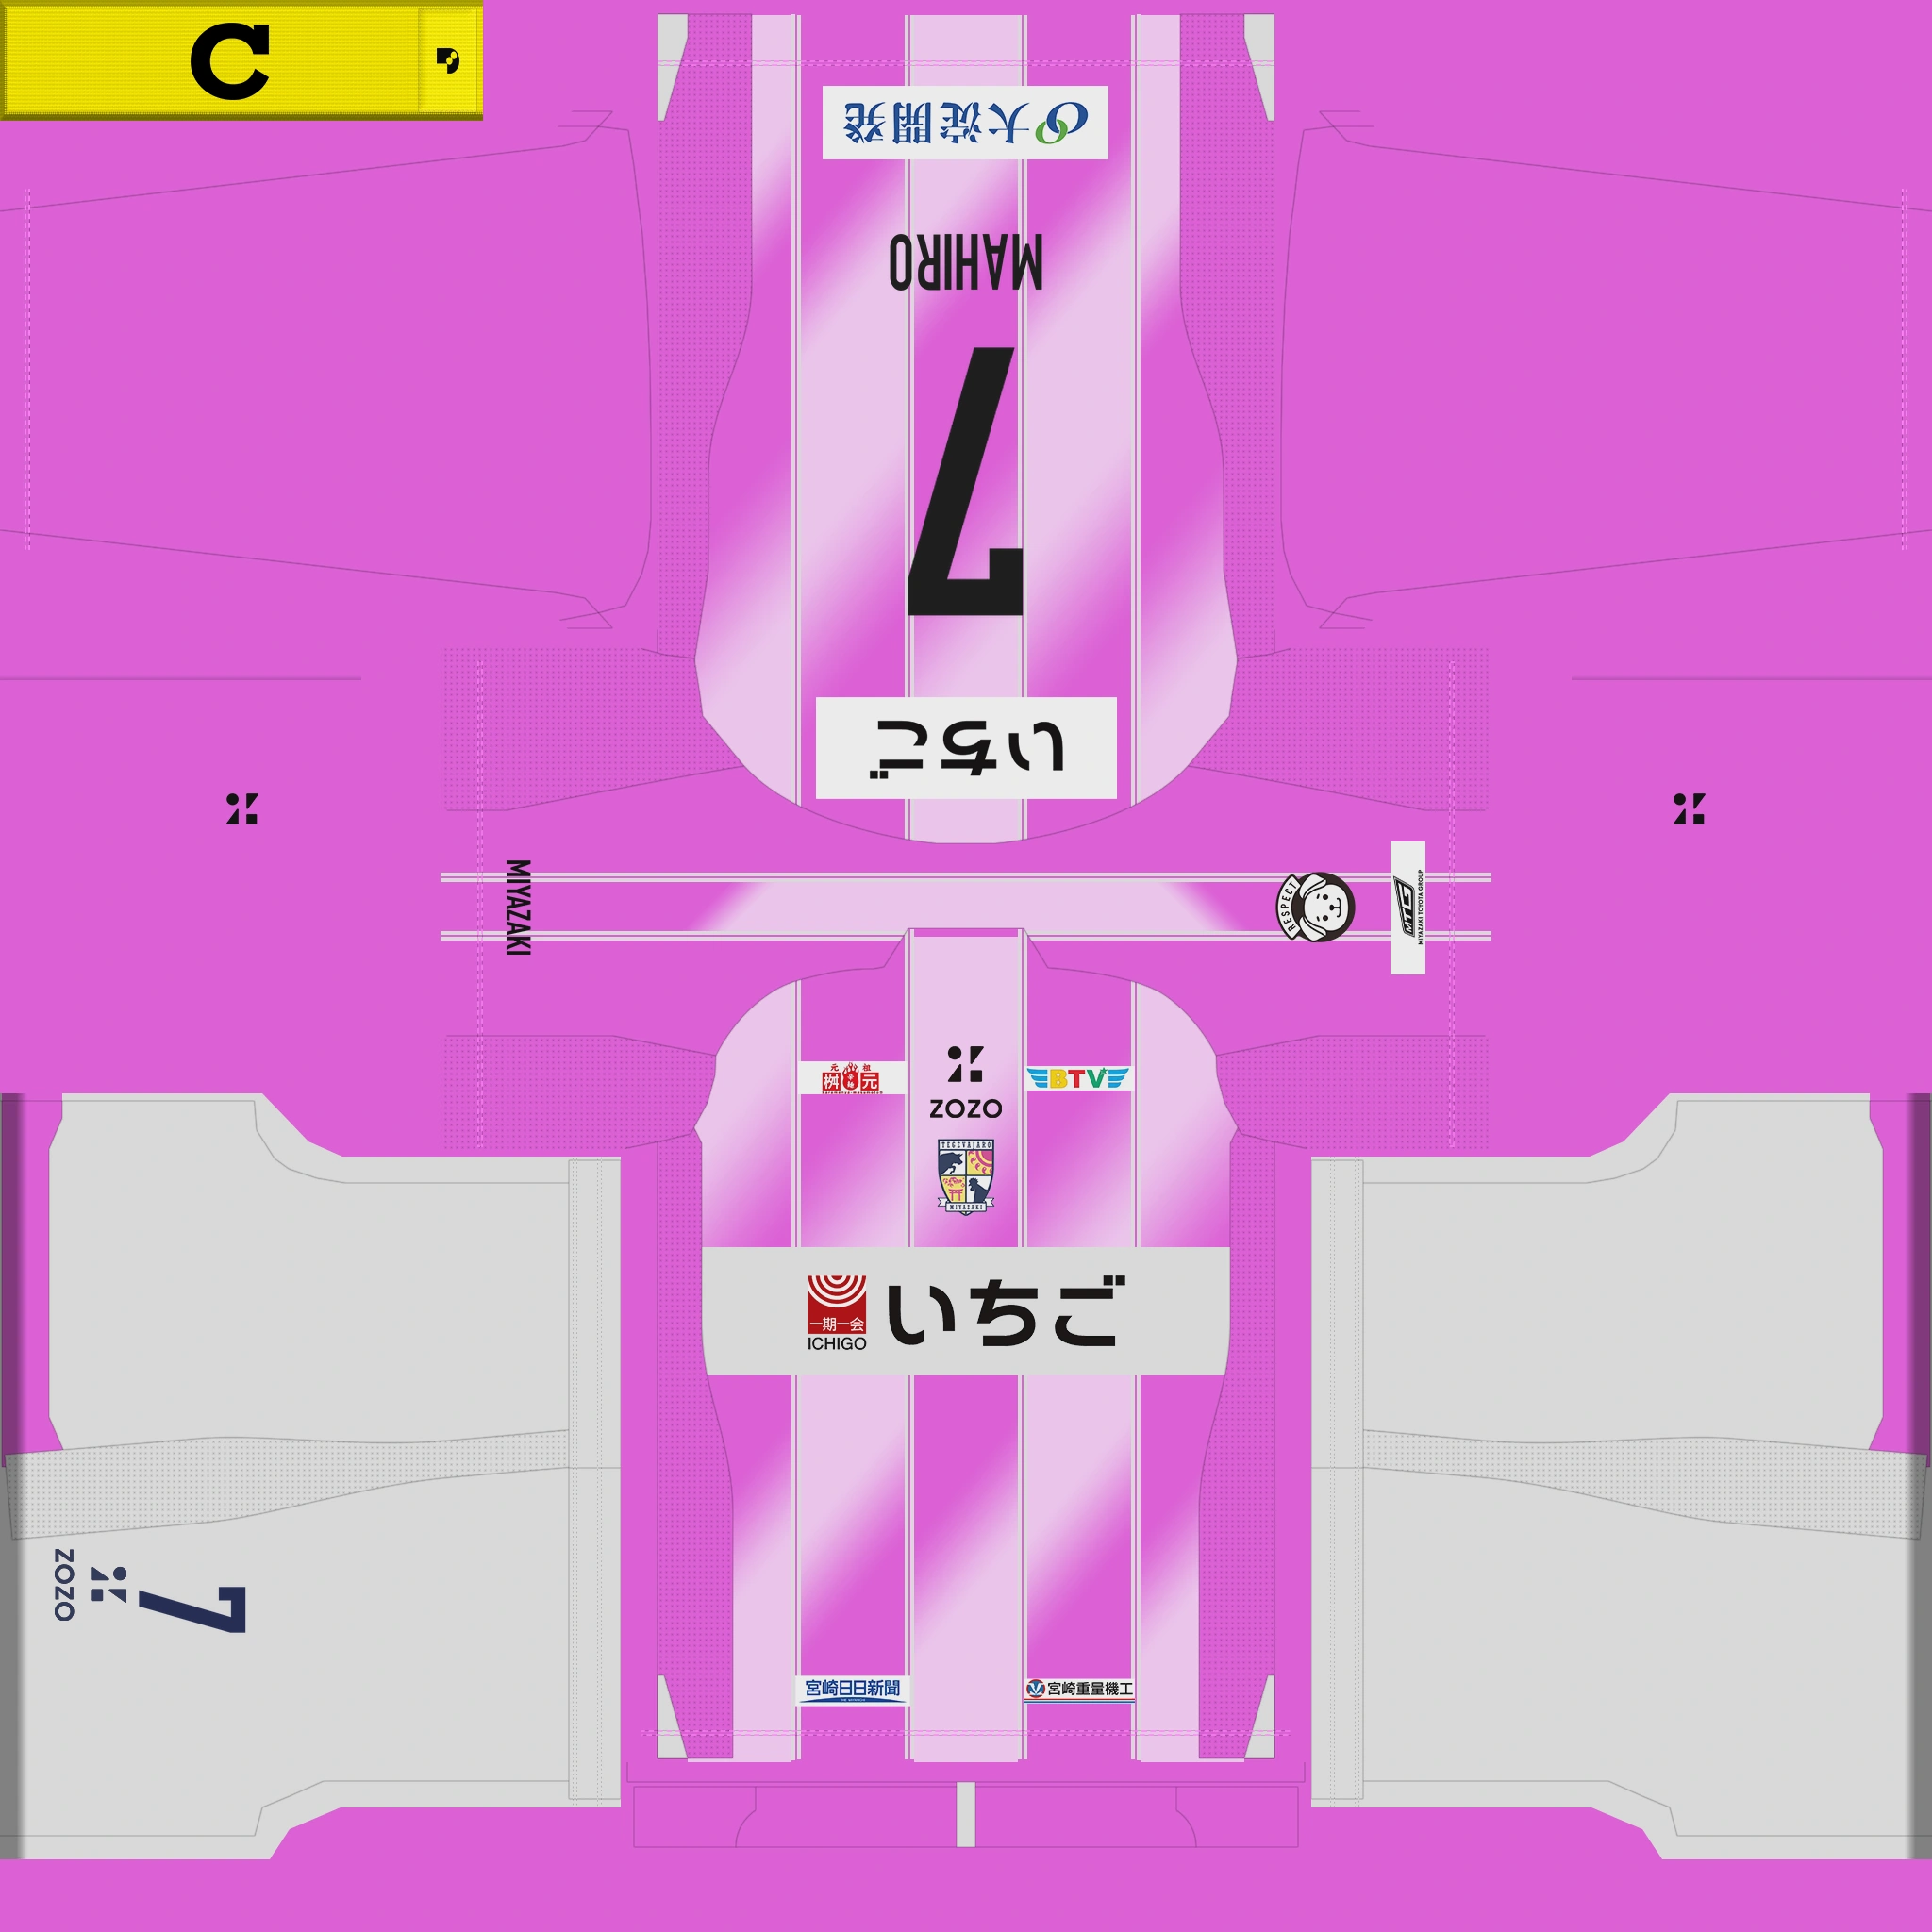 C
大淀開発
MAHIRO
7
いちご
MIYAZAKI
RESPECT
MTG
MIYAZAKI TOYOTA GROUP
元祖
桝元
BTV
ZOZO
TEGEVAJARO
MIYAZAKI
一期一会
ICHIGO
いちご
ZOZO
7
宮崎日日新聞
宮崎重量機工